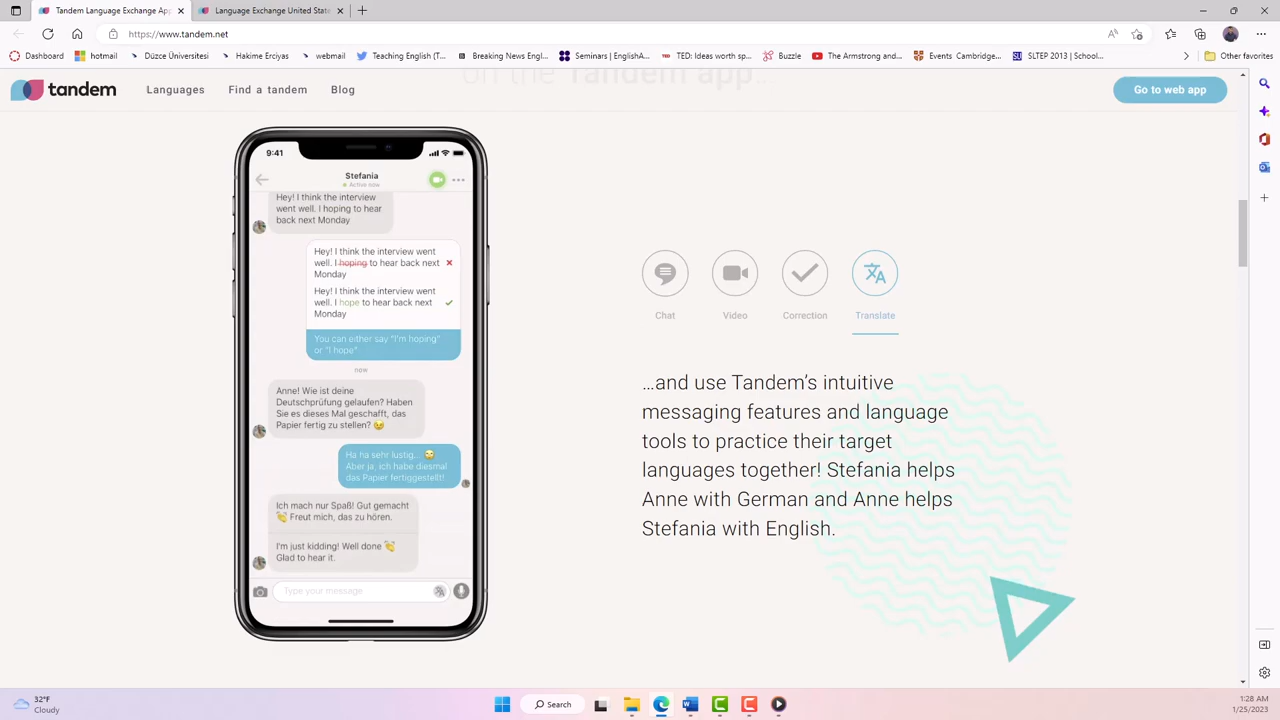 Tandem Language Exchange Ap
Language Exchange United State
https://www.tandem.net
Dashboard
hotmail
Düzce Üniversitesi
Hakime Erciyas
webmail
Teaching English (T...
Breaking News Engl...
Seminars | EnglishA...
TED: Ideas worth sp...
Buzzle
The Armstrong and...
Events Cambridge...
SLTEP 2013 | School...
Other favorites
on the Tandem app...
tandem
Languages
Find a tandem
Blog
Go to web app
9:41
Stefania
Active now
Hey! I think the interview
went well. I hoping to hear
back next Monday
Hey! I think the interview went
well. I hoping to hear back next
Monday
Hey! I think the interview went
well. I hope to hear back next
Monday
You can either say "I'm hoping"
or "I hope"
now
Anne! Wie ist deine
Deutschprüfung gelaufen? Haben
Sie es dieses Mal geschafft, das
Papier fertig zu stellen?
Ha ha sehr lustig...
Aber ja, ich habe diesmal
das Papier fertiggestellt!
Ich mach nur Spaß! Gut gemacht
Freut mich, das zu hören.
I'm just kidding! Well done
Glad to hear it.
Type your message
Chat
Video
Correction
Translate
...and use Tandem's intuitive
messaging features and language
tools to practice their target
languages together! Stefania helps
Anne with German and Anne helps
Stefania with English.
32°F
Cloudy
Search
1:28 AM
1/25/2023